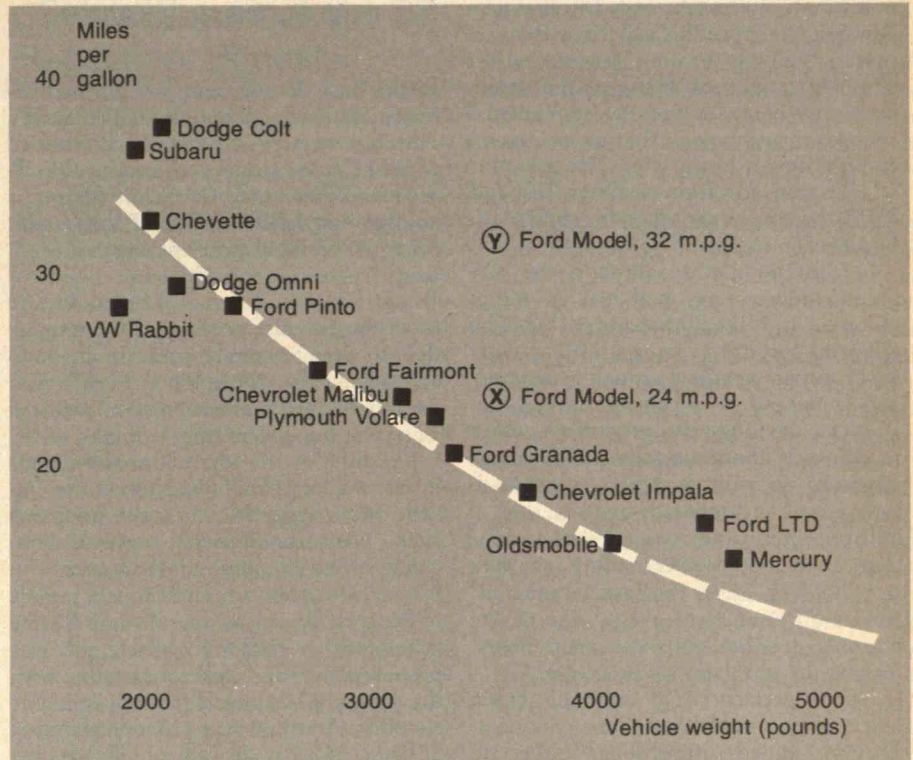 Miles
per
40 gallon
Dodge Colt
Subaru
Chevette
Ⓨ Ford Model, 32 m.p.g.
30
Dodge Omni
Ford Pinto
VW Rabbit
Ford Fairmont
Chevrolet Malibu
Ⓧ Ford Model, 24 m.p.g.
Plymouth Volare
20
Ford Granada
Chevrolet Impala
Ford LTD
Oldsmobile
Mercury
2000 3000 4000 5000
Vehicle weight (pounds)